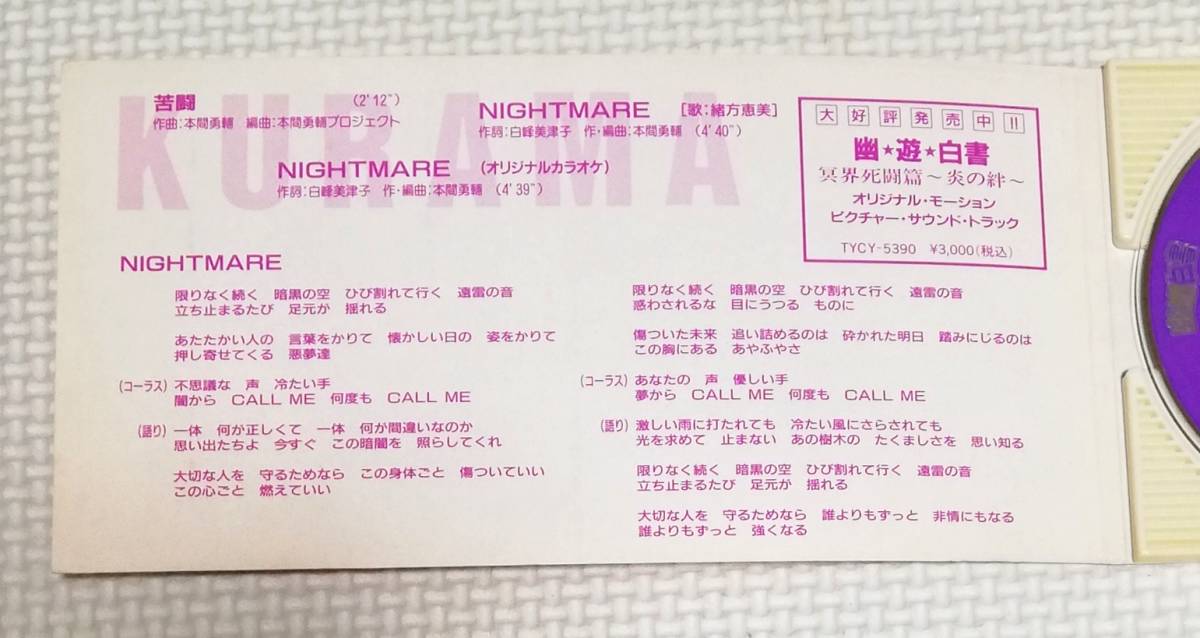 KURAMA
苦闘 (2'12")
作曲:本間勇輔 編曲:本間勇輔プロジェクト
NIGHTMARE [歌:緒方恵美]
作詞:白峰美津子 作・編曲:本間勇輔 (4'40")
NIGHTMARE (オリジナルカラオケ)
作詞:白峰美津子 作・編曲:本間勇輔 (4'39")
大好評発売中!!
幽★遊★白書
冥界死闘篇～炎の絆～
オリジナル・モーション
ピクチャー・サウンド・トラック
TYCY-5390 ¥3,000(税込)
NIGHTMARE
限りなく続く 暗黒の空 ひび割れて行く 遠雷の音
立ち止まるたび 足元が 揺れる
あたたかい人の 言葉をかりて 懐かしい日の 姿をかりて
押し寄せてくる 悪夢達
(コーラス) 不思議な 声 冷たい手
闇から CALL ME 何度も CALL ME
(語り) 一体 何が正しくて 一体 何が間違いなのか
思い出たちよ 今すぐ この暗闇を 照らしてくれ
大切な人を 守るためなら この身体ごと 傷ついていい
この心ごと 燃えていい
限りなく続く 暗黒の空 ひび割れて行く 遠雷の音
惑わされるな 目にうつる ものに
傷ついた未来 追い詰めるのは 砕かれた明日 踏みにじるのは
この胸にある あやふやさ
(コーラス) あなたの 声 優しい手
夢から CALL ME 何度も CALL ME
(語り) 激しい雨に打たれても 冷たい風にさらされても
光を求めて 止まない あの樹木の たくましさを 思い知る
限りなく続く 暗黒の空 ひび割れて行く 遠雷の音
立ち止まるたび 足元が 揺れる
大切な人を 守るためなら 誰よりもずっと 非情にもなる
誰よりもずっと 強くなる